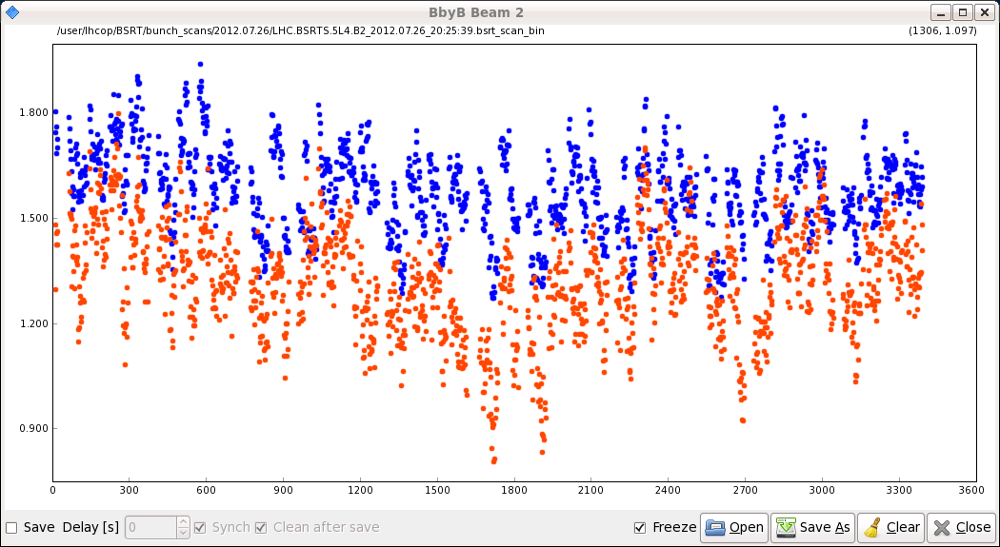 BbyB Beam 2
/user/lhcop/BSRT/bunch_scans/2012.07.26/LHC.BSRTS.5L4.B2_2012.07.26_20:25:39.bsrt_scan_bin (1306, 1.097)
1.800
1.500
1.200
0.900
0 300 600 900 1200 1500 1800 2100 2400 2700 3000 3300 3600
Save Delay [s] 0 Synch Clean after save Freeze Open Save As Clear Close